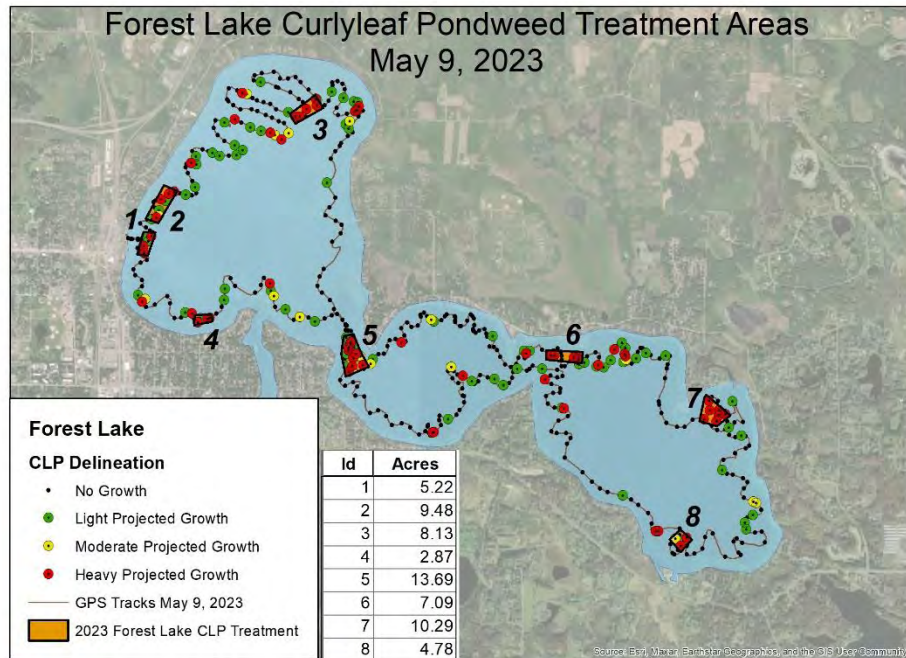 Forest Lake Curlyleaf Pondweed Treatment Areas
May 9, 2023
3
1
2
4
5
6
7
8
Forest Lake
CLP Delineation
No Growth
Light Projected Growth
Moderate Projected Growth
Heavy Projected Growth
GPS Tracks May 9, 2023
2023 Forest Lake CLP Treatment
Id Acres
1 5.22
2 9.48
3 8.13
4 2.87
5 13.69
6 7.09
7 10.29
8 4.78
Source: Esri, Maxar, Earthstar Geographics, and the GIS User Community